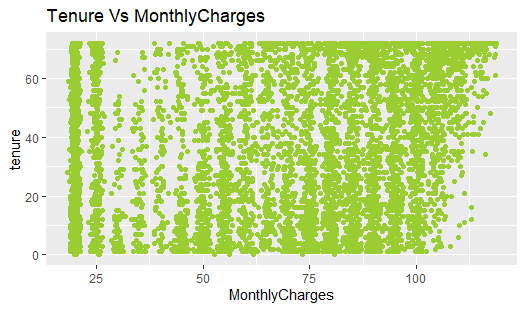 Tenure Vs MonthlyCharges
60
40
20
0
tenure
25 50 75 100
MonthlyCharges